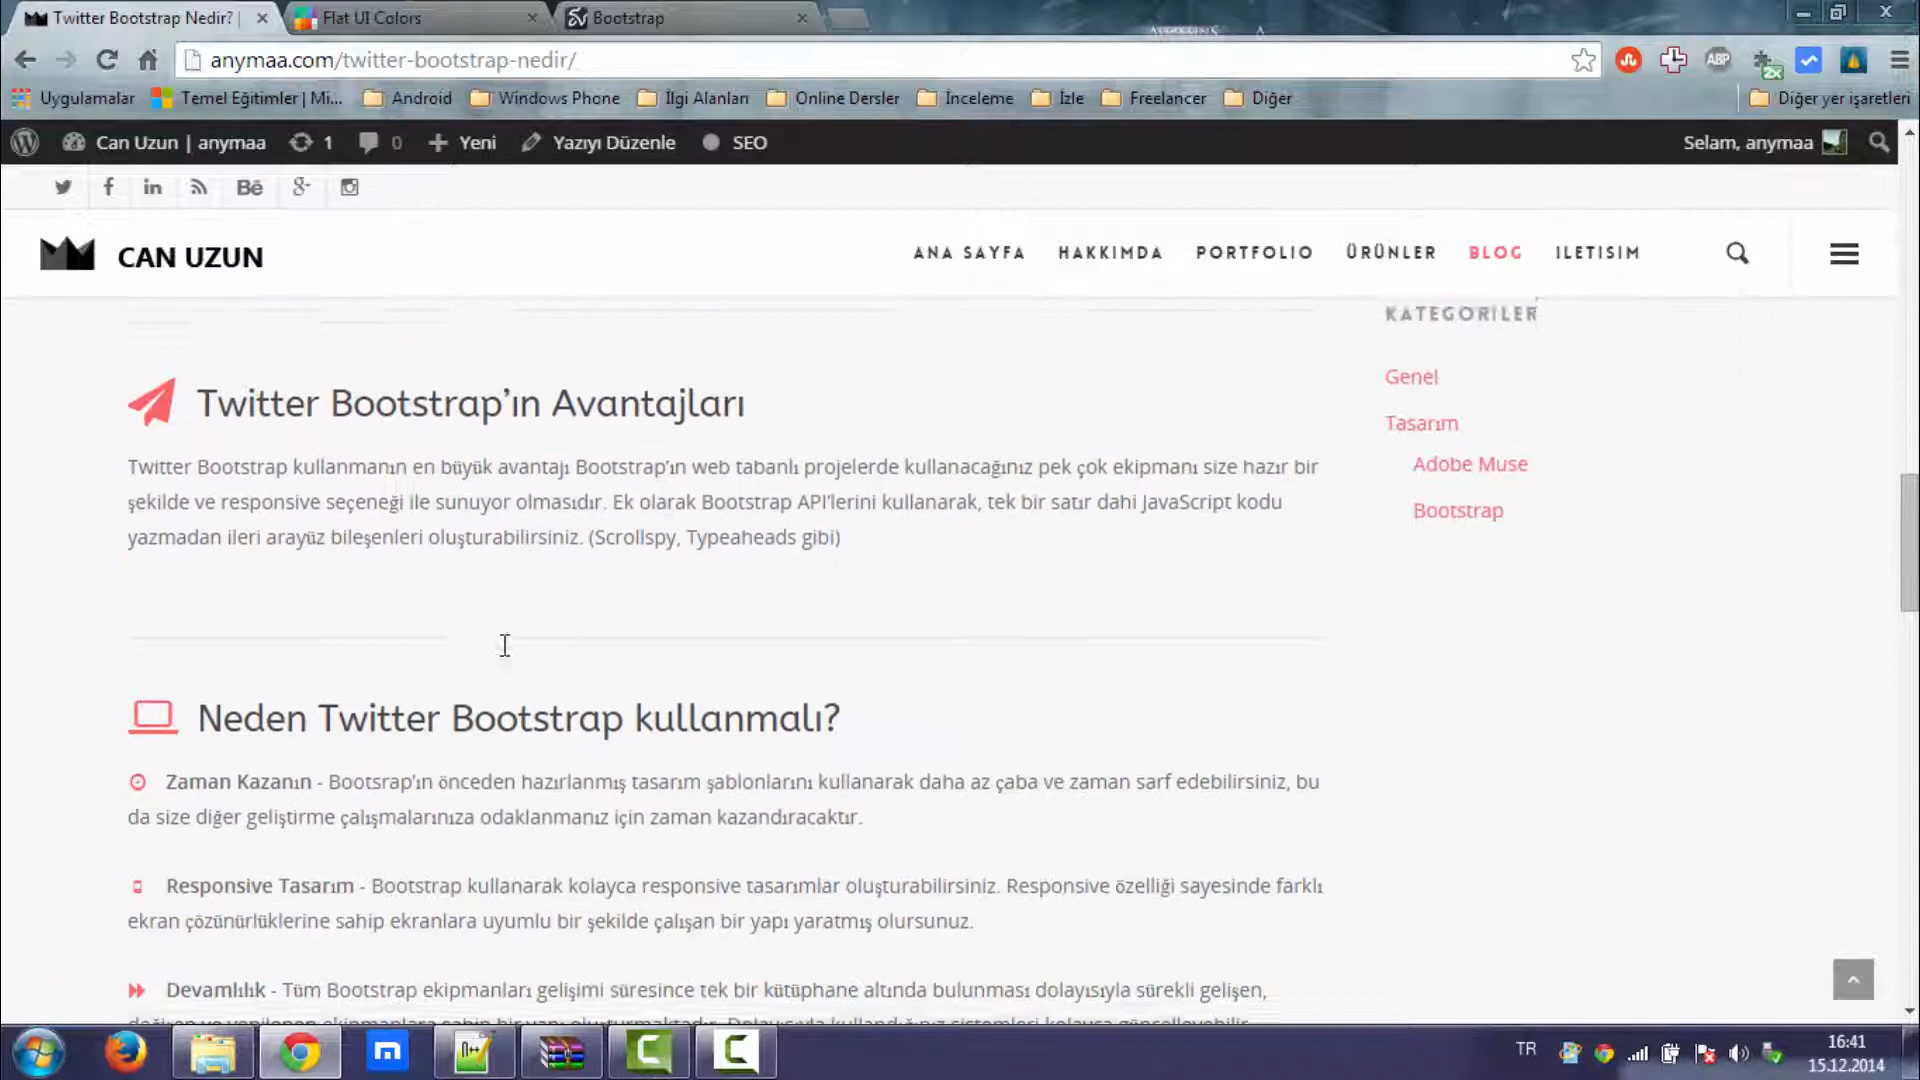 Twitter Bootstrap Nedir? |
Flat UI Colors
Bootstrap
anymaa.com/twitter-bootstrap-nedir/
ABP
2x
Uygulamalar
Temel Eğitimler | Mi...
Android
Windows Phone
İlgi Alanları
Online Dersler
İnceleme
İzle
Freelancer
Diğer
Diğer yer işaretleri
Can Uzun | anymaa
1
0
Yeni
Yazıyı Düzenle
SEO
Selam, anymaa
CAN UZUN
ANA SAYFA
HAKKIMDA
PORTFOLIO
ÜRÜNLER
BLOG
ILETISIM
KATEGORİLER
Genel
Tasarım
Adobe Muse
Bootstrap
Twitter Bootstrap’ın Avantajları
Twitter Bootstrap kullanmanın en büyük avantajı Bootstrap’ın web tabanlı projelerde kullanacağınız pek çok ekipmanı size hazır bir
şekilde ve responsive seçeneği ile sunuyor olmasıdır. Ek olarak Bootstrap API’lerini kullanarak, tek bir satır dahi JavaScript kodu
yazmadan ileri arayüz bileşenleri oluşturabilirsiniz. (Scrollspy, Typeaheads gibi)
Neden Twitter Bootstrap kullanmalı?
Zaman Kazanın - Bootsrap’ın önceden hazırlanmış tasarım şablonlarını kullanarak daha az çaba ve zaman sarf edebilirsiniz, bu
da size diğer geliştirme çalışmalarınıza odaklanmanız için zaman kazandıracaktır.
Responsive Tasarım - Bootstrap kullanarak kolayca responsive tasarımlar oluşturabilirsiniz. Responsive özelliği sayesinde farklı
ekran çözünürlüklerine sahip ekranlara uyumlu bir şekilde çalışan bir yapı yaratmış olursunuz.
Devamlılık - Tüm Bootstrap ekipmanları gelişimi süresince tek bir kütüphane altında bulunması dolayısıyla sürekli gelişen,
TR
16:41
15.12.2014